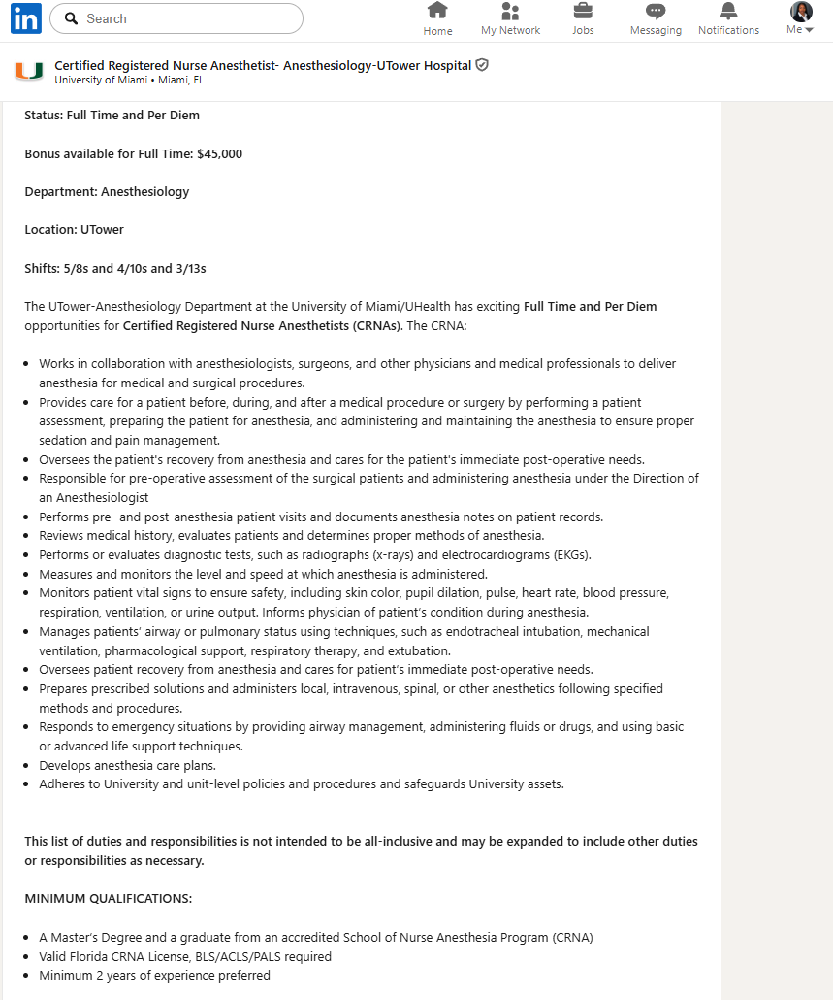 in
Search
Home
My Network
Jobs
Messaging
Notifications
Me
Certified Registered Nurse Anesthetist- Anesthesiology-UTower Hospital
University of Miami • Miami, FL
Status: Full Time and Per Diem
Bonus available for Full Time: $45,000
Department: Anesthesiology
Location: UTower
Shifts: 5/8s and 4/10s and 3/13s
The UTower-Anesthesiology Department at the University of Miami/UHealth has exciting Full Time and Per Diem
opportunities for Certified Registered Nurse Anesthetists (CRNAs). The CRNA:
• Works in collaboration with anesthesiologists, surgeons, and other physicians and medical professionals to deliver
anesthesia for medical and surgical procedures.
• Provides care for a patient before, during, and after a medical procedure or surgery by performing a patient
assessment, preparing the patient for anesthesia, and administering and maintaining the anesthesia to ensure proper
sedation and pain management.
• Oversees the patient's recovery from anesthesia and cares for the patient's immediate post-operative needs.
• Responsible for pre-operative assessment of the surgical patients and administering anesthesia under the Direction of
an Anesthesiologist
• Performs pre- and post-anesthesia patient visits and documents anesthesia notes on patient records.
• Reviews medical history, evaluates patients and determines proper methods of anesthesia.
• Performs or evaluates diagnostic tests, such as radiographs (x-rays) and electrocardiograms (EKGs).
• Measures and monitors the level and speed at which anesthesia is administered.
• Monitors patient vital signs to ensure safety, including skin color, pupil dilation, pulse, heart rate, blood pressure,
respiration, ventilation, or urine output. Informs physician of patient's condition during anesthesia.
• Manages patients' airway or pulmonary status using techniques, such as endotracheal intubation, mechanical
ventilation, pharmacological support, respiratory therapy, and extubation.
• Oversees patient recovery from anesthesia and cares for patient's immediate post-operative needs.
• Prepares prescribed solutions and administers local, intravenous, spinal, or other anesthetics following specified
methods and procedures.
• Responds to emergency situations by providing airway management, administering fluids or drugs, and using basic
or advanced life support techniques.
• Develops anesthesia care plans.
• Adheres to University and unit-level policies and procedures and safeguards University assets.
This list of duties and responsibilities is not intended to be all-inclusive and may be expanded to include other duties
or responsibilities as necessary.
MINIMUM QUALIFICATIONS:
• A Master's Degree and a graduate from an accredited School of Nurse Anesthesia Program (CRNA)
• Valid Florida CRNA License, BLS/ACLS/PALS required
• Minimum 2 years of experience preferred